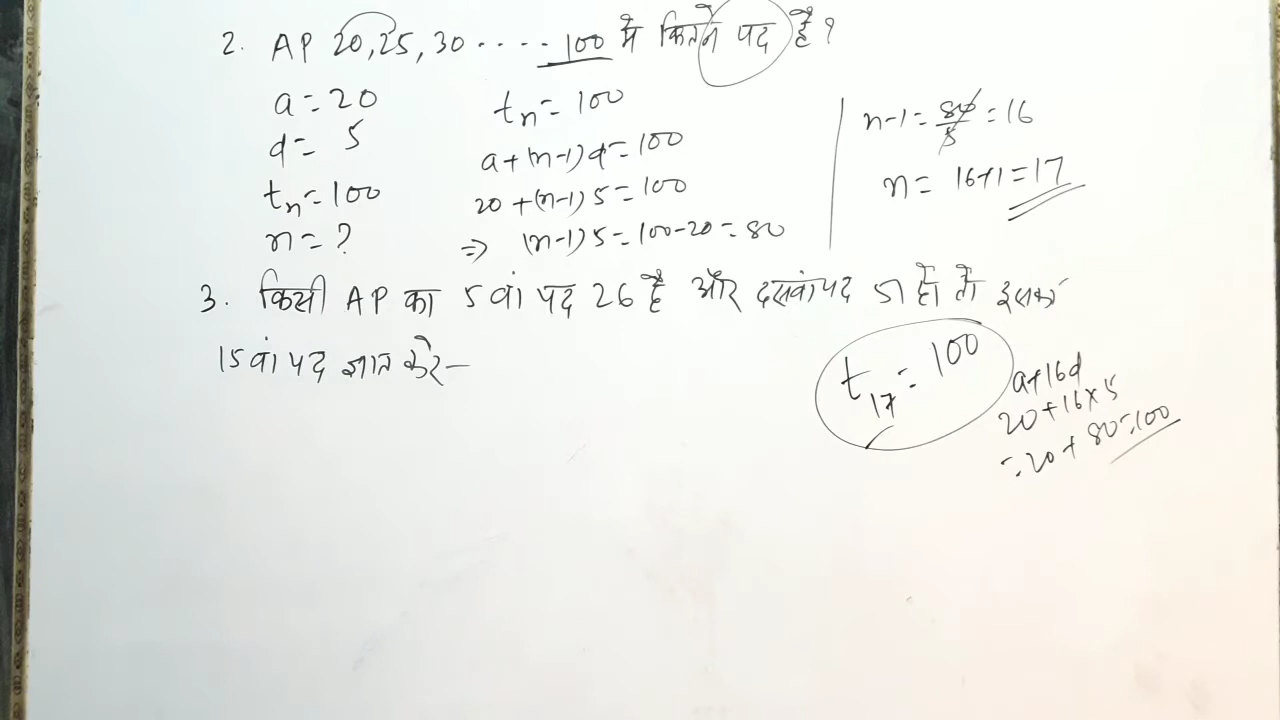 2. AP 20, 25, 30 ..... 100 में कितने पद है?
a = 20
d = 5
tn = 100
n = ?
tn = 100
a + (n-1) d = 100
20 + (n-1) 5 = 100
⇒ (n-1) 5 = 100-20 = 80
n-1 = 80/5 = 16
n = 16+1 = 17
3. किसी AP का 5 वां पद 26 है और दसवां पद 51 हो तो इसका
15 वां पद ज्ञात करे-
t17 = 100
a+16d
20 + 16 x 5
= 20 + 80 = 100